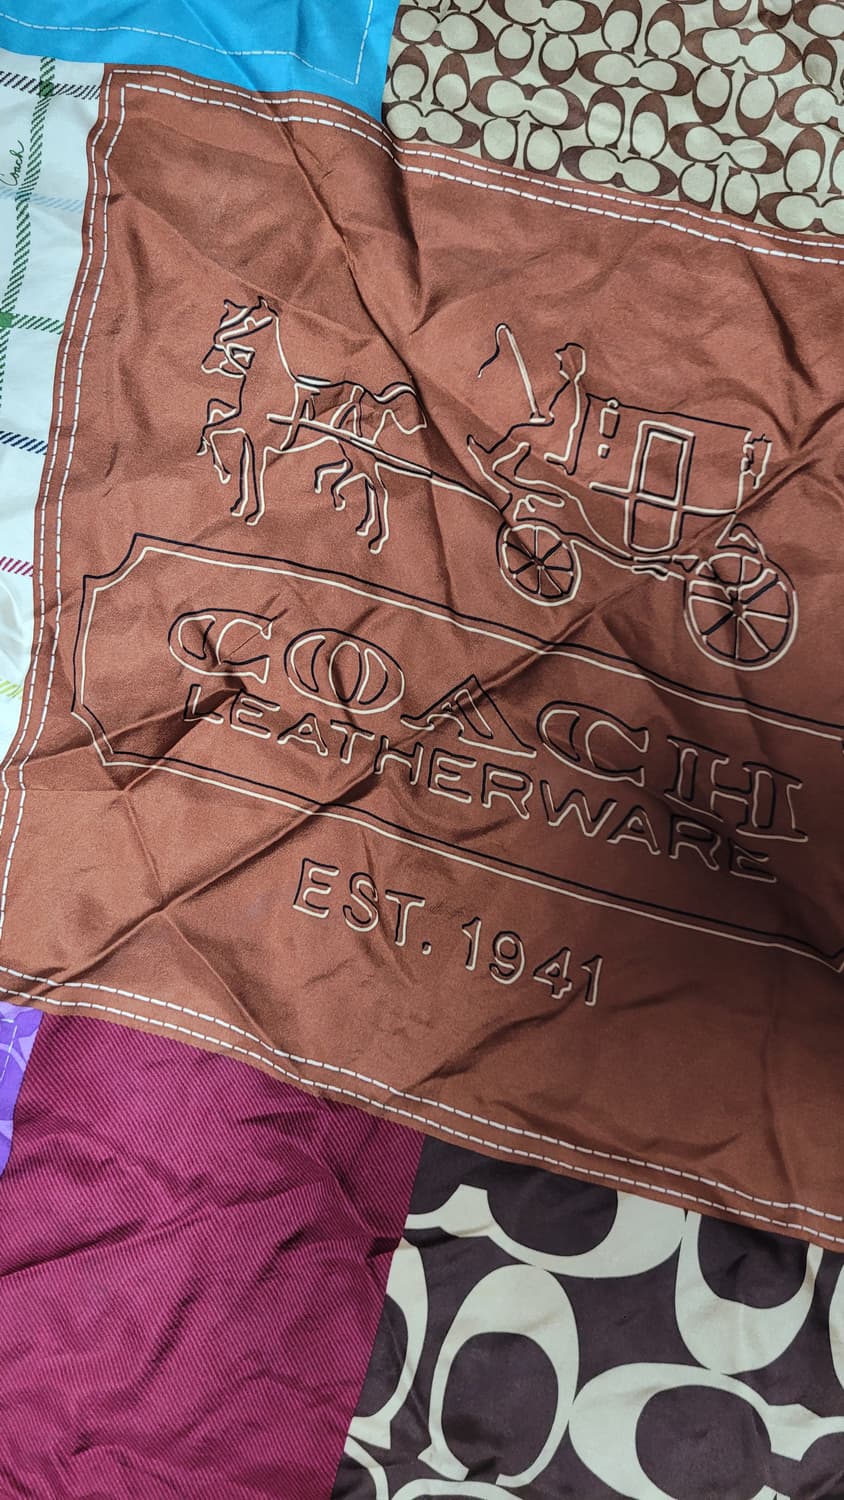 Coach
COACH
LEATHERWARE
EST. 1941